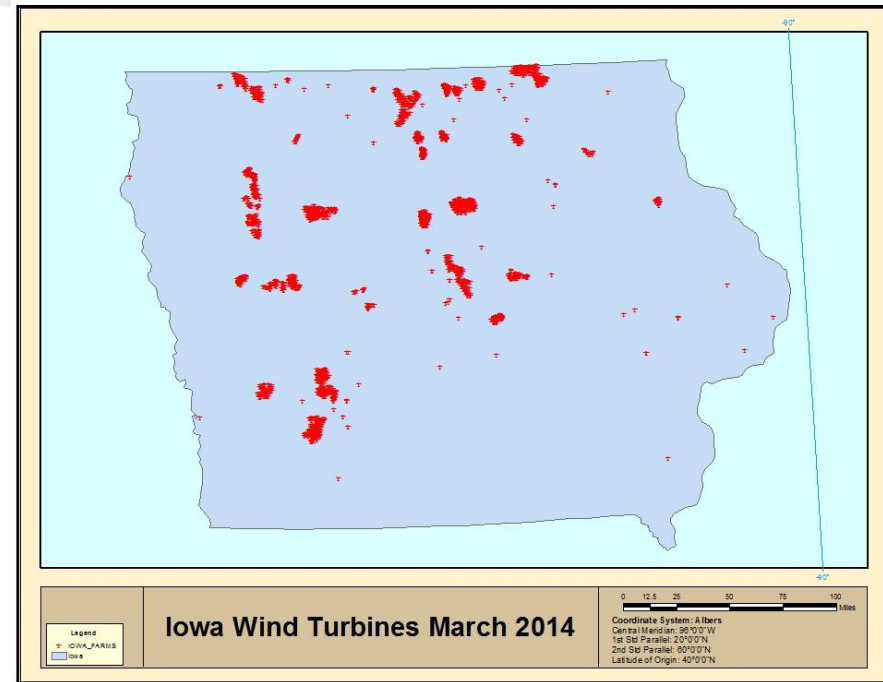 -90°
-90°
Legend
IOWA_FARMS
Iowa
Iowa Wind Turbines March 2014
0 12.5 25 50 75 100
Miles
Coordinate System: Albers
Central Meridian: 96°0'0"W
1st Std Parallel: 20°0'0"N
2nd Std Parallel: 60°0'0"N
Latitude of Origin: 40°0'0"N